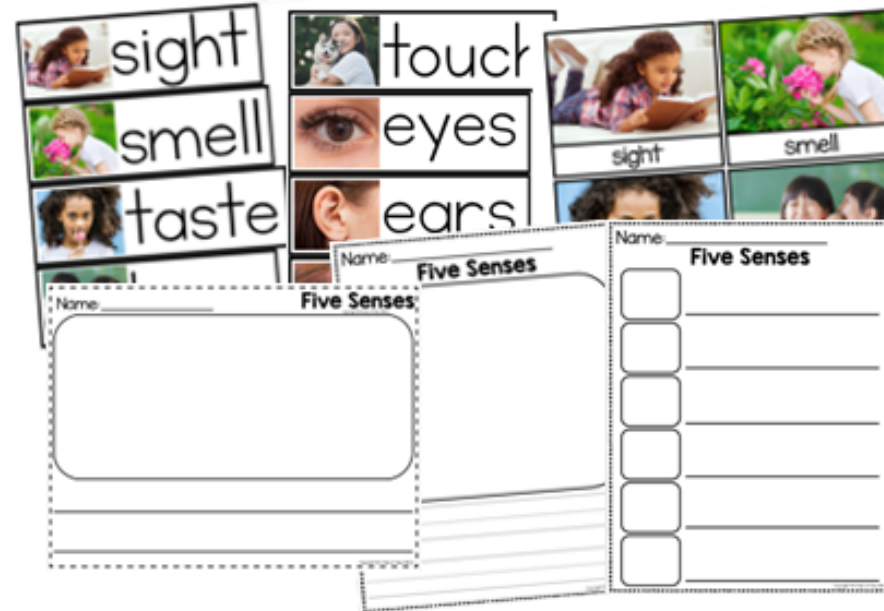 sight
smell
taste
touch
eyes
ears
sight
smell
Name:
Five Senses
Name:
Five Senses
Name:
Five Senses